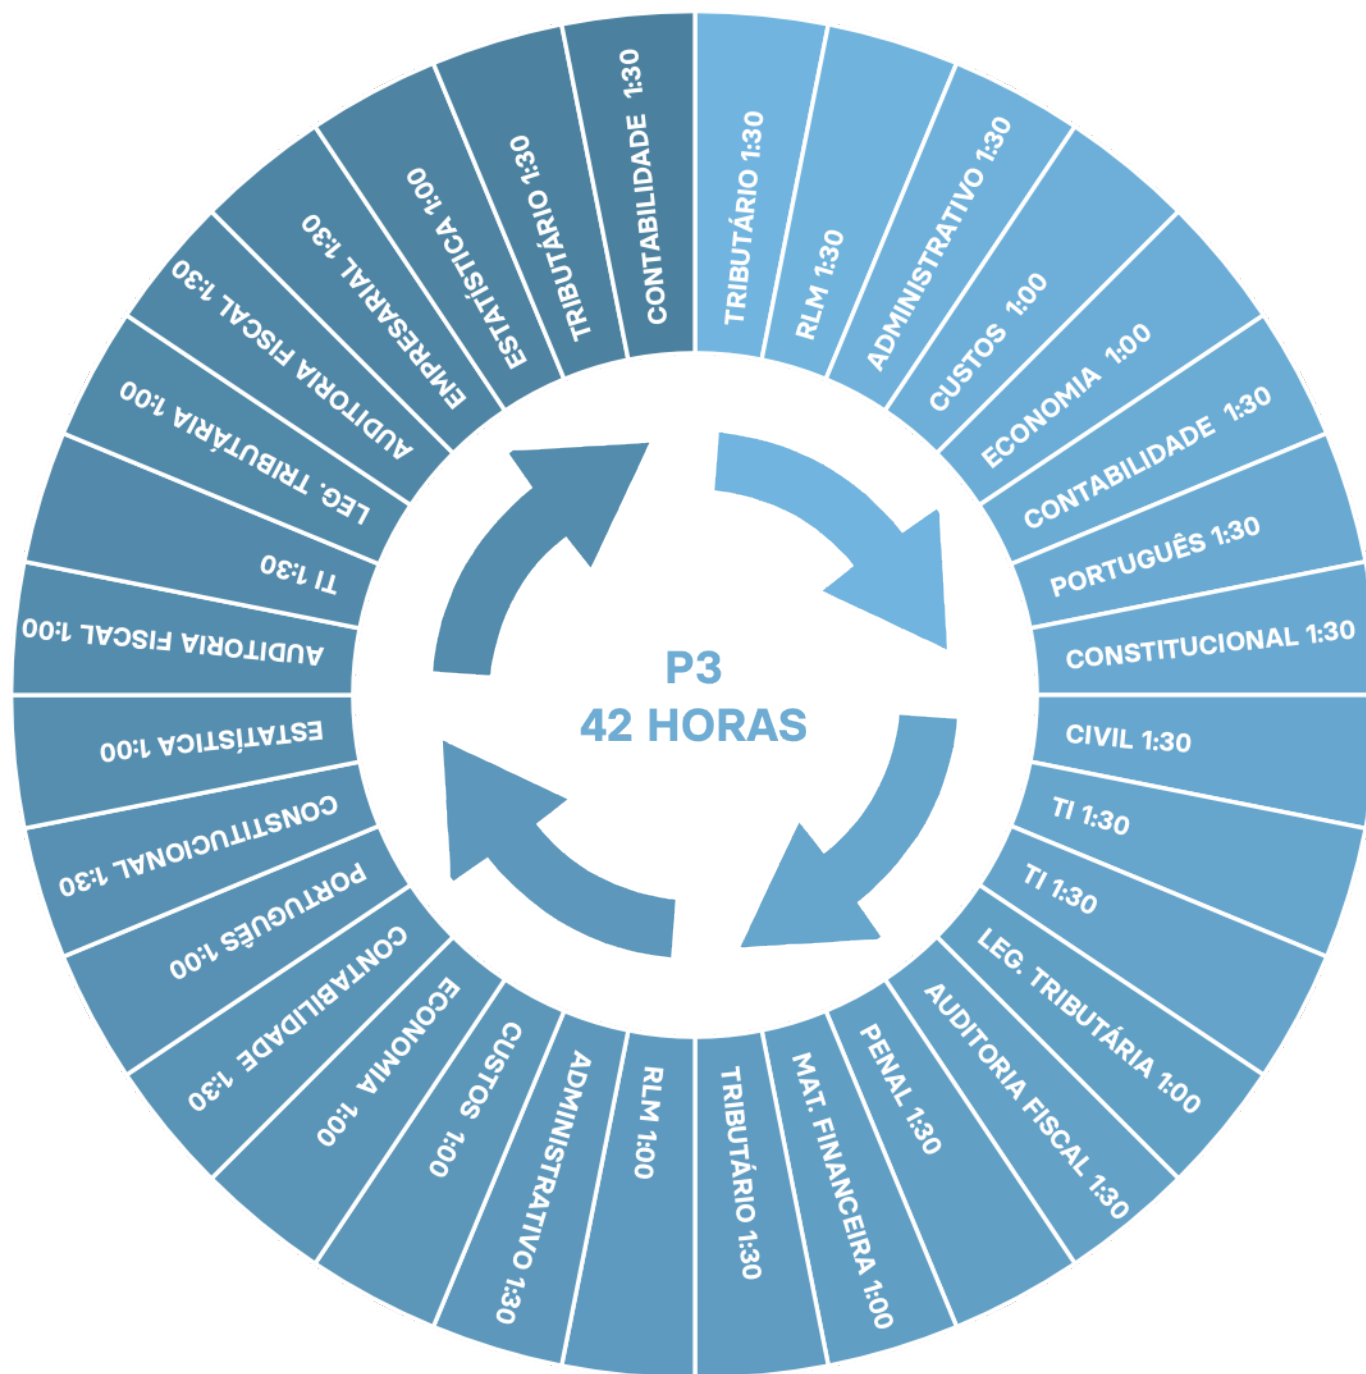 TRIBUTÁRIO 1:30
RLM 1:30
ADMINISTRATIVO 1:30
CUSTOS 1:00
ECONOMIA 1:00
CONTABILIDADE 1:30
PORTUGUÊS 1:30
CONSTITUCIONAL 1:30
CIVIL 1:30
TI 1:30
TI 1:30
LEG. TRIBUTÁRIA 1:00
AUDITORIA FISCAL 1:30
PENAL 1:30
MAT. FINANCEIRA 1:00
TRIBUTÁRIO 1:30
RLM 1:00
ADMINISTRATIVO 1:30
CUSTOS 1:00
ECONOMIA 1:00
CONTABILIDADE 1:30
PORTUGUÊS 1:00
CONSTITUCIONAL 1:30
ESTATÍSTICA 1:00
AUDITORIA FISCAL 1:00
TI 1:30
LEG. TRIBUTÁRIA 1:00
AUDITORIA FISCAL 1:30
EMPRESARIAL 1:30
ESTATÍSTICA 1:00
TRIBUTÁRIO 1:30
CONTABILIDADE 1:30
P3
42 HORAS